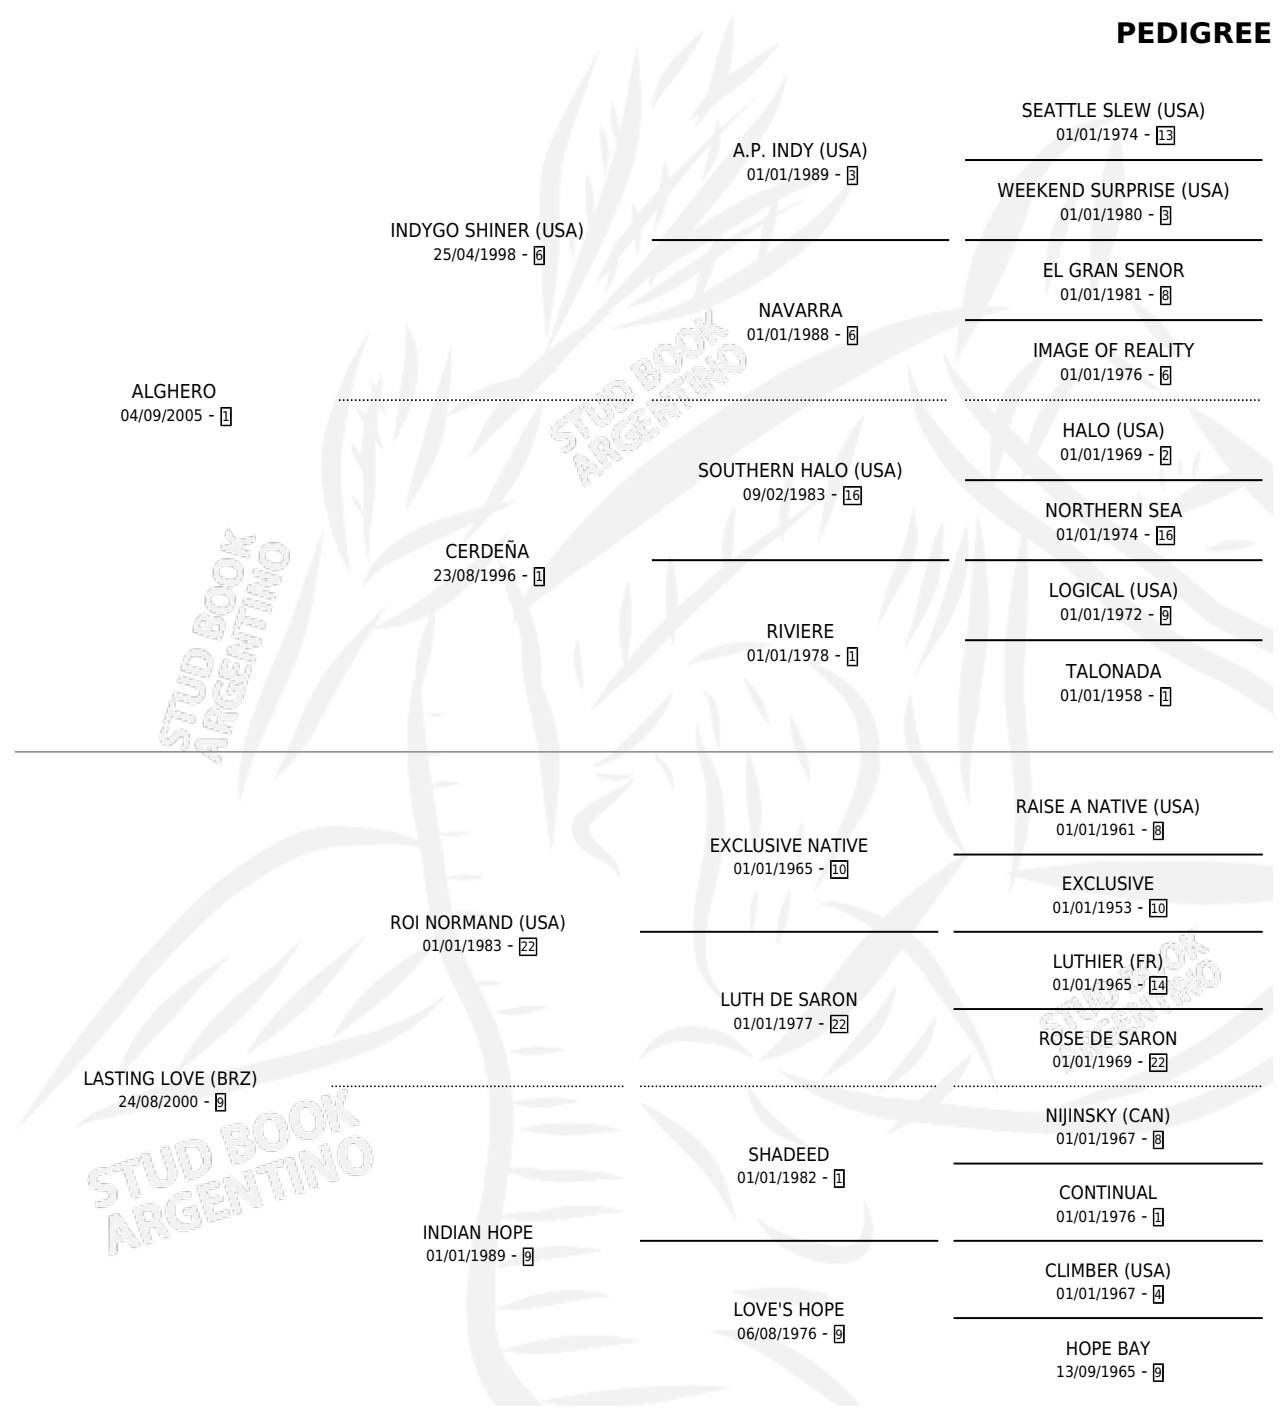 PEDIGREE
SEATTLE SLEW (USA)
01/01/1974 - 13
A.P. INDY (USA)
01/01/1989 - 3
WEEKEND SURPRISE (USA)
01/01/1980 - 3
INDYGO SHINER (USA)
25/04/1998 - 6
EL GRAN SENOR
01/01/1981 - 8
NAVARRA
01/01/1988 - 6
IMAGE OF REALITY
01/01/1976 - 6
ALGHERO
04/09/2005 - 1
HALO (USA)
01/01/1969 - 2
SOUTHERN HALO (USA)
09/02/1983 - 16
NORTHERN SEA
01/01/1974 - 16
CERDEÑA
23/08/1996 - 1
LOGICAL (USA)
01/01/1972 - 9
RIVIERE
01/01/1978 - 1
TALONADA
01/01/1958 - 1
RAISE A NATIVE (USA)
01/01/1961 - 8
EXCLUSIVE NATIVE
01/01/1965 - 10
EXCLUSIVE
01/01/1953 - 10
ROI NORMAND (USA)
01/01/1983 - 22
LUTHIER (FR)
01/01/1965 - 14
LUTH DE SARON
01/01/1977 - 22
ROSE DE SARON
01/01/1969 - 22
LASTING LOVE (BRZ)
24/08/2000 - 9
NIJINSKY (CAN)
01/01/1967 - 8
SHADEED
01/01/1982 - 1
CONTINUAL
01/01/1976 - 1
INDIAN HOPE
01/01/1989 - 9
CLIMBER (USA)
01/01/1967 - 4
LOVE'S HOPE
06/08/1976 - 9
HOPE BAY
13/09/1965 - 9
STUD BOOK
ARGENTINO
STUD BOOK
ARGENTINO
STUD BOOK
ARGENTINO
STUD BOOK
ARGENTINO